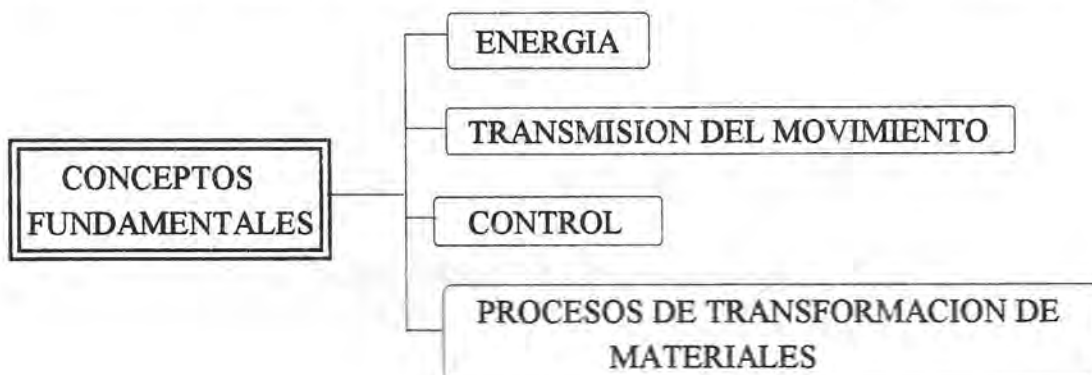 ENERGIA
TRANSMISION DEL MOVIMIENTO
CONCEPTOS
FUNDAMENTALES
CONTROL
PROCESOS DE TRANSFORMACION DE
MATERIALES